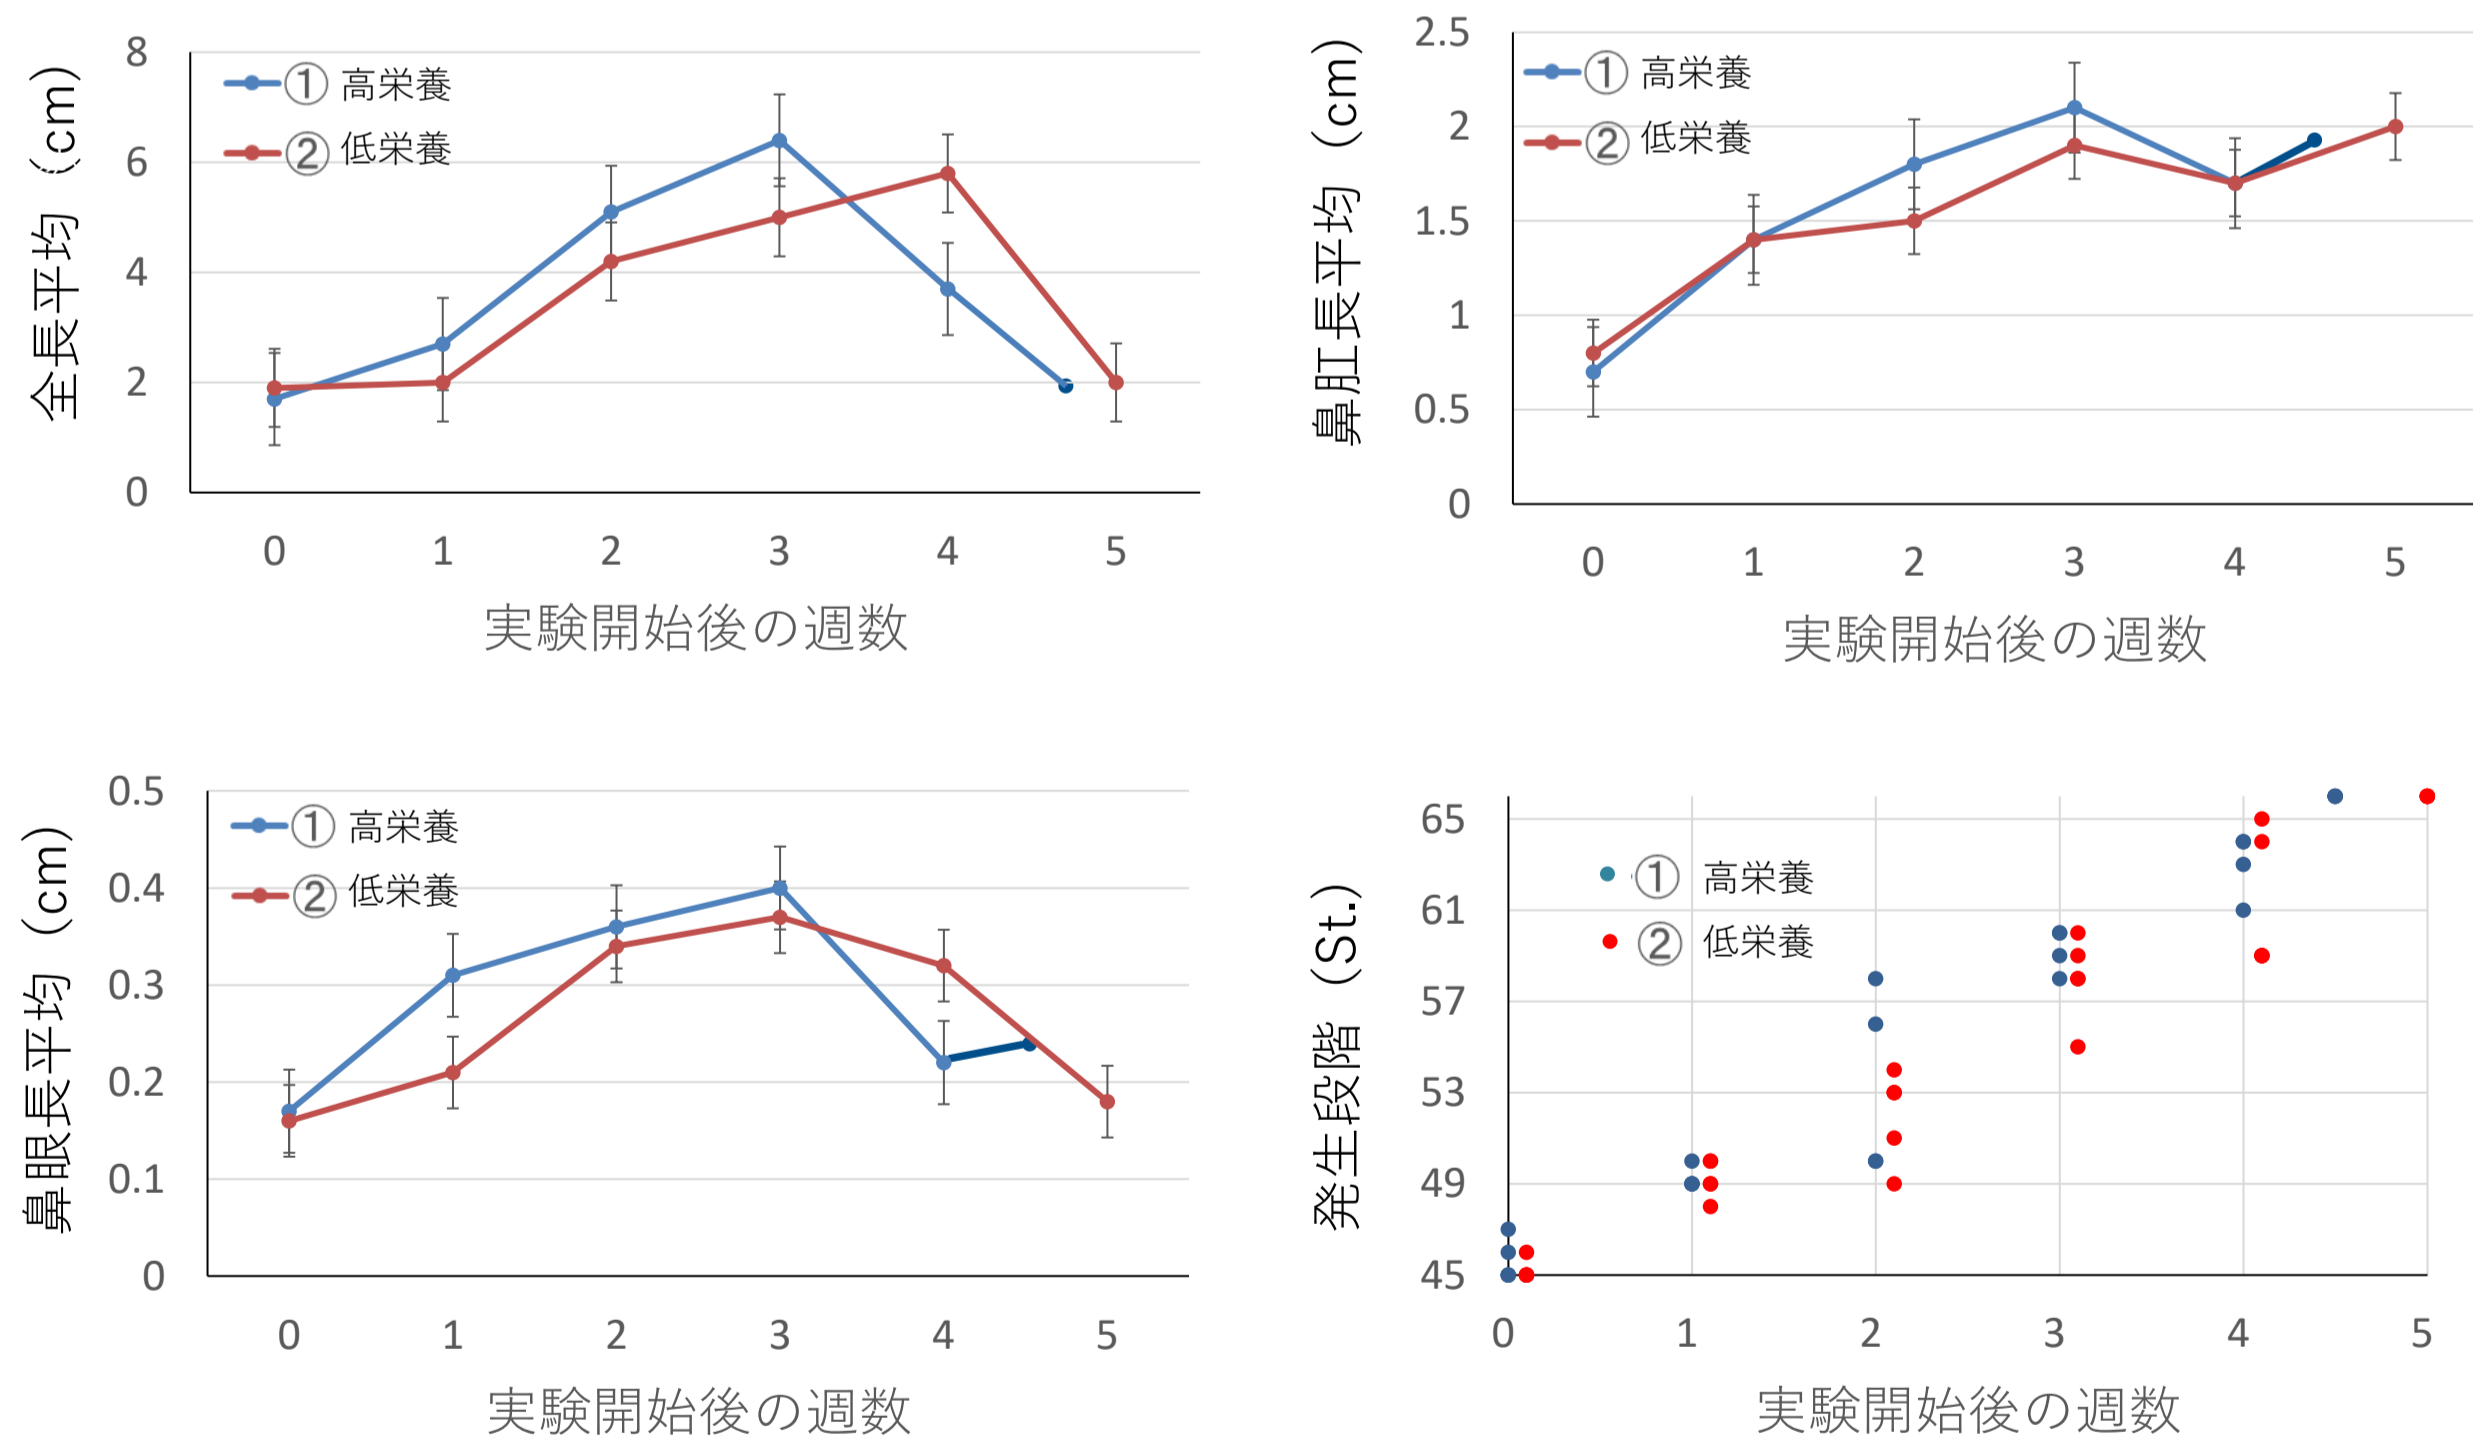 全長平均 (cm)
8
6
4
2
0
① 高栄養
② 低栄養
0 1 2 3 4 5
実験開始後の週数
鼻肛長平均 (cm)
2.5
2
1.5
1
0.5
0
① 高栄養
② 低栄養
0 1 2 3 4 5
実験開始後の週数
鼻眼長平均 (cm)
0.5
0.4
0.3
0.2
0.1
0
① 高栄養
② 低栄養
0 1 2 3 4 5
実験開始後の週数
発生段階 (St.)
65
61
57
53
49
45
① 高栄養
② 低栄養
0 1 2 3 4 5
実験開始後の週数